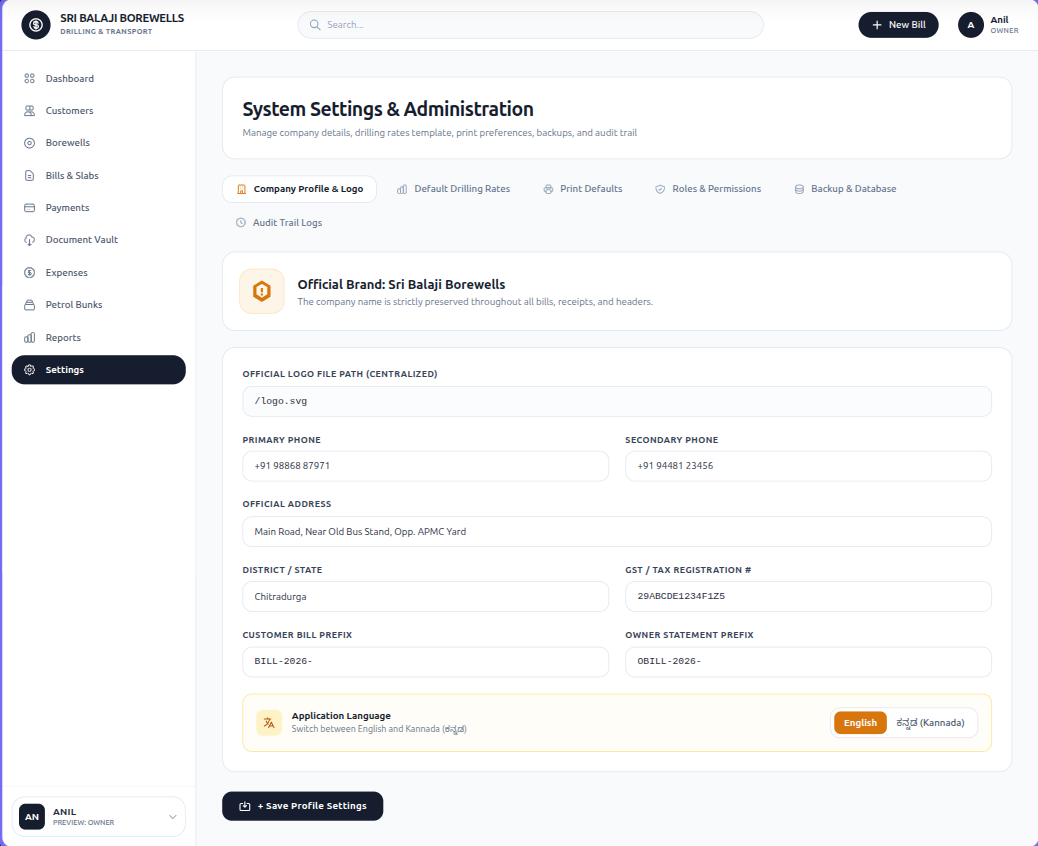 SRI BALAJI BOREWELLS
DRILLING & TRANSPORT
Search...
New Bill
A
Anil
OWNER
Dashboard
Customers
Borewells
Bills & Slabs
Payments
Document Vault
Expenses
Petrol Bunks
Reports
Settings
AN
ANIL
PREVIEW: OWNER
System Settings & Administration
Manage company details, drilling rates template, print preferences, backups, and audit trail
Company Profile & Logo
Default Drilling Rates
Print Defaults
Roles & Permissions
Backup & Database
Audit Trail Logs
Official Brand: Sri Balaji Borewells
The company name is strictly preserved throughout all bills, receipts, and headers.
OFFICIAL LOGO FILE PATH (CENTRALIZED)
/logo.svg
PRIMARY PHONE
+91 98868 87971
SECONDARY PHONE
+91 94481 23456
OFFICIAL ADDRESS
Main Road, Near Old Bus Stand, Opp. APMC Yard
DISTRICT / STATE
Chitradurga
GST / TAX REGISTRATION #
29ABCDE1234F1Z5
CUSTOMER BILL PREFIX
BILL-2026-
OWNER STATEMENT PREFIX
OBILL-2026-
Application Language
Switch between English and Kannada (ಕನ್ನಡ)
English
ಕನ್ನಡ (Kannada)
+ Save Profile Settings